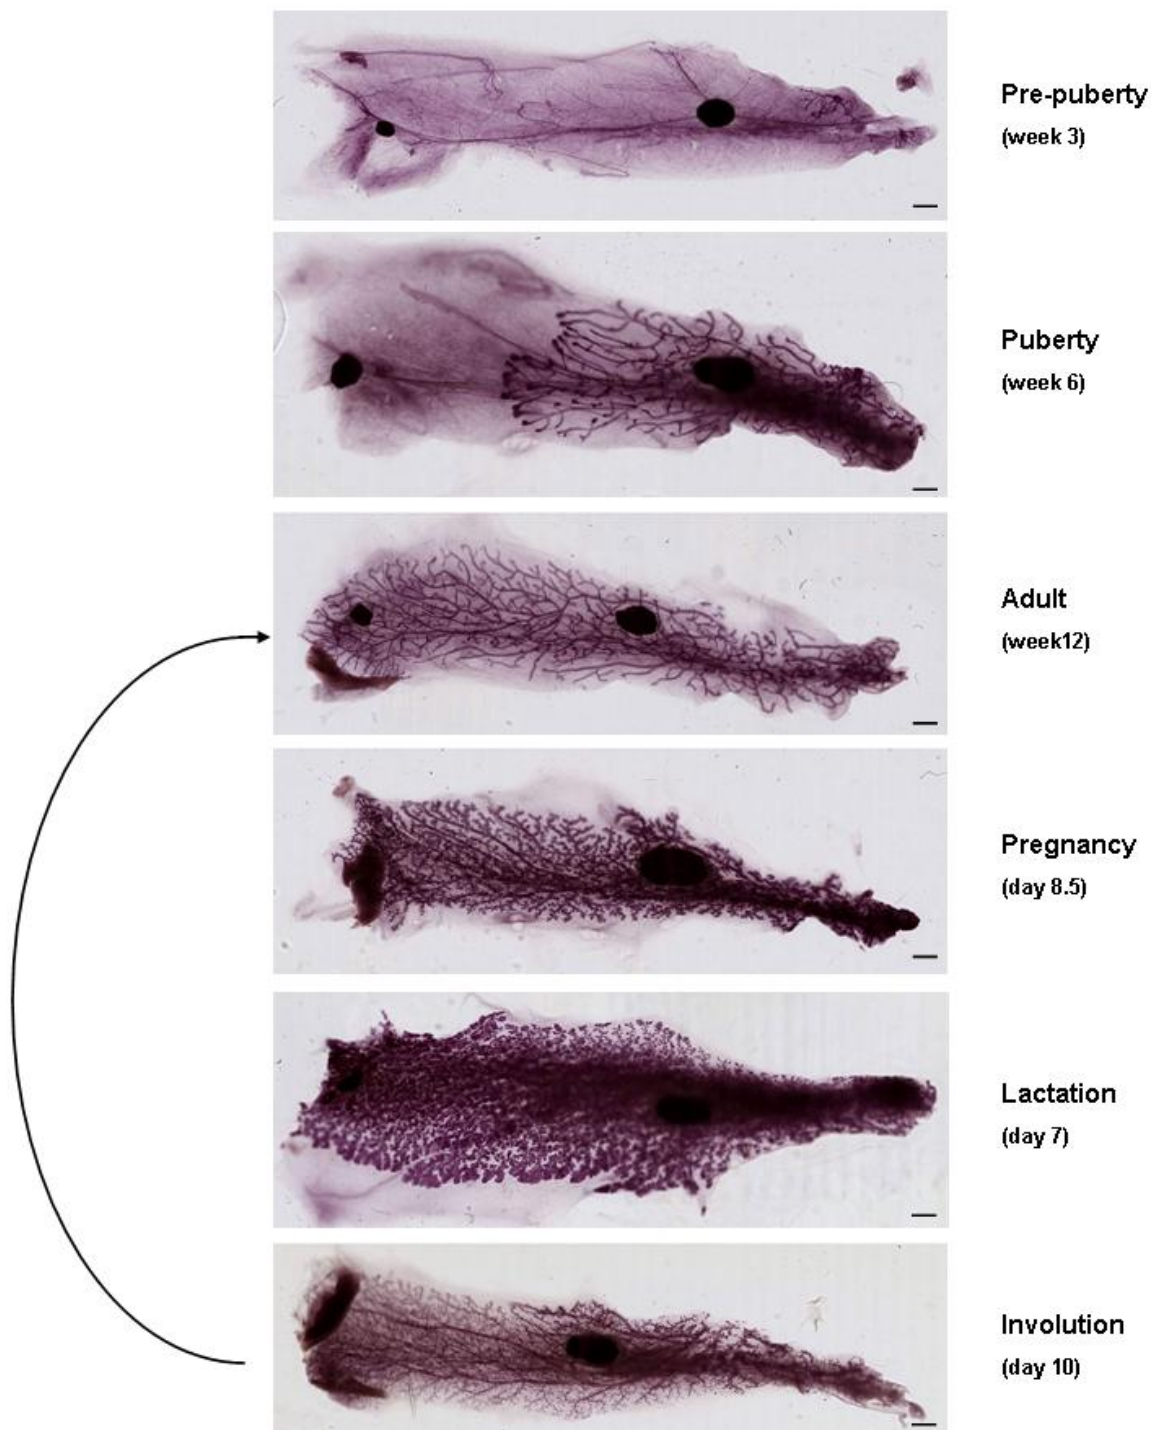 Pre-puberty
(week 3)
Puberty
(week 6)
Adult
(week12)
Pregnancy
(day 8.5)
Lactation
(day 7)
Involution
(day 10)